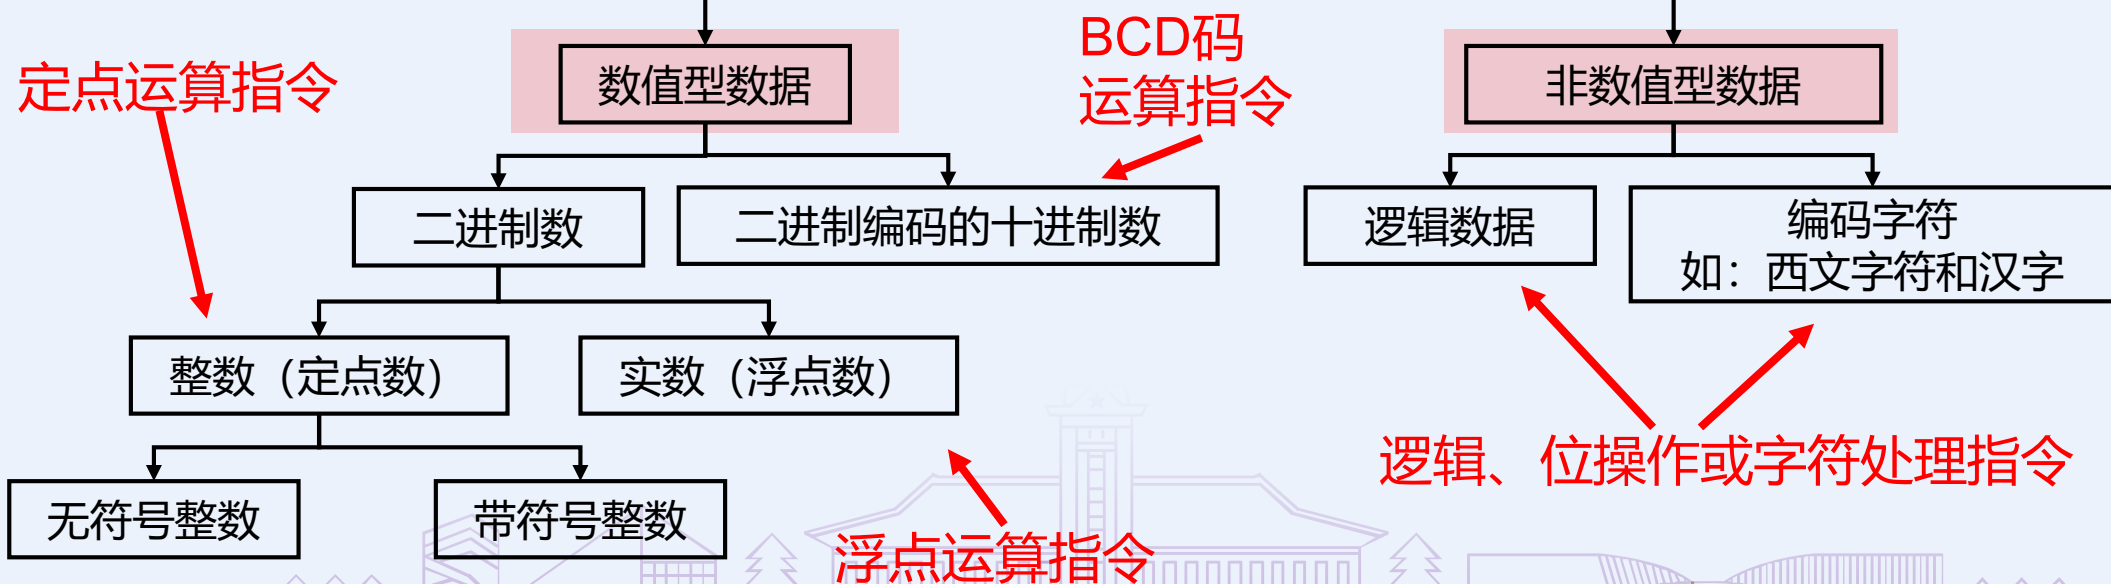 BCD码
运算指令
定点运算指令
数值型数据
非数值型数据
二进制数
二进制编码的十进制数
逻辑数据
编码字符
如：西文字符和汉字
整数（定点数）
实数（浮点数）
逻辑、位操作或字符处理指令
无符号整数
带符号整数
浮点运算指令